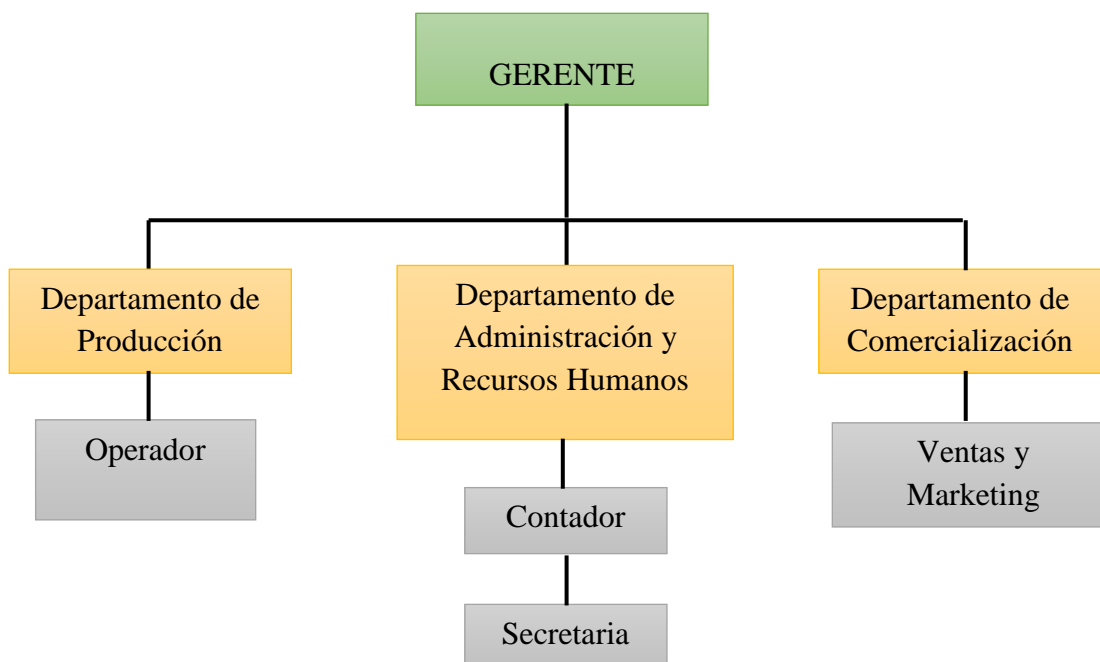 GERENTE
Departamento de
Producción
Departamento de
Administración y
Recursos Humanos
Departamento de
Comercialización
Operador
Ventas y
Marketing
Contador
Secretaria